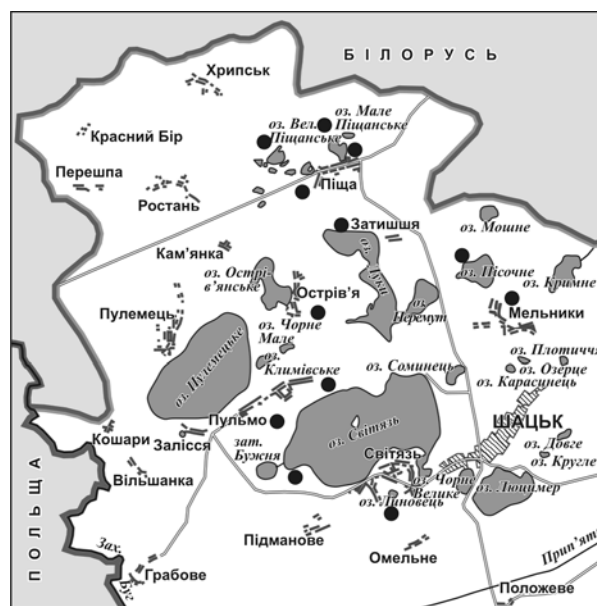 БІЛОРУСЬ
Хрипськ
оз. Мале
Піщанське
оз. Вел.
Піщанське
Красний Бір
Перешпа
Ростань
Піща
Затишшя
оз. Мошне
Кам’янка
оз. Луки
оз. Пісочне
оз. Кримне
оз. Острі-
в’янське
Острів’я
оз.
Перемут
Пулемець
Мельники
оз. Чорне
Мале
оз. Пулемецьке
оз. Климівське
оз. Соминець
оз. Плотиччя
оз. Озерце
оз. Карасинець
Пульмо
ШАЦЬК
оз. Світязь
Кошари
Залісся
зат.
Бужня
Світязь
оз. Довге
оз. Кругле
Вільшанка
оз. Чорне
Велике
оз. Люцимер
оз. Линовець
ПОЛЬЩА
Підманове
Омельне
Зах.
Буг
Грабове
Прип’ять
Положеве